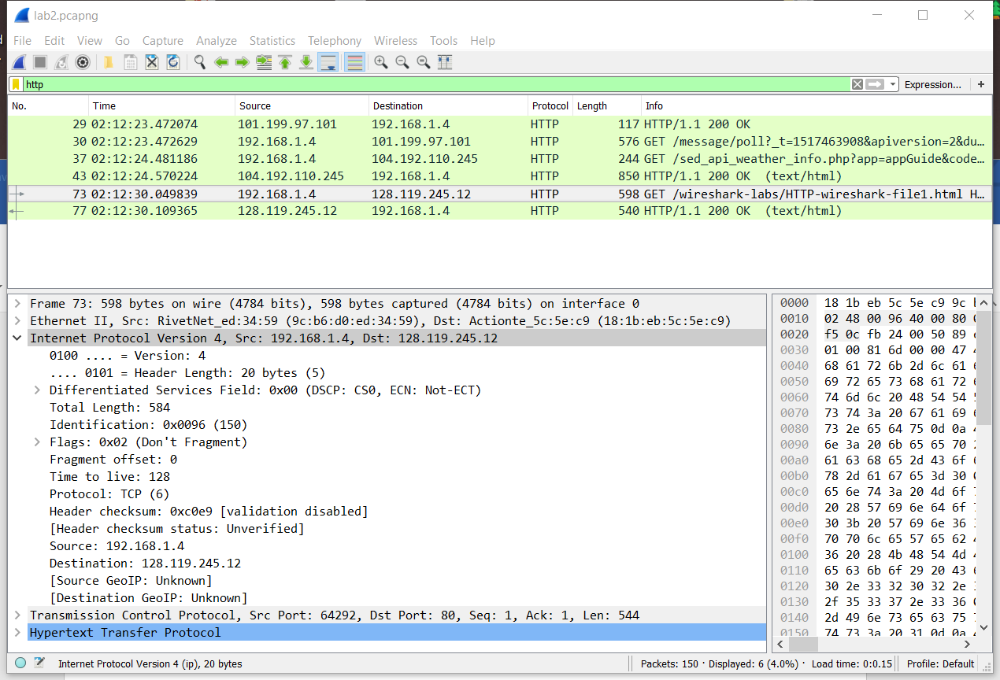 lab2.pcapng
File Edit View Go Capture Analyze Statistics Telephony Wireless Tools Help
http Expression... +
No. Time Source Destination Protocol Length Info
29 02:12:23.472074 101.199.97.101 192.168.1.4 HTTP 117 HTTP/1.1 200 OK
30 02:12:23.472629 192.168.1.4 101.199.97.101 HTTP 576 GET /message/poll?_t=1517463908&apiversion=2&du…
37 02:12:24.481186 192.168.1.4 104.192.110.245 HTTP 244 GET /sed_api_weather_info.php?app=appGuide&code…
43 02:12:24.570224 104.192.110.245 192.168.1.4 HTTP 850 HTTP/1.1 200 OK (text/html)
73 02:12:30.049839 192.168.1.4 128.119.245.12 HTTP 598 GET /wireshark-labs/HTTP-wireshark-file1.html H…
77 02:12:30.109365 128.119.245.12 192.168.1.4 HTTP 540 HTTP/1.1 200 OK (text/html)
Frame 73: 598 bytes on wire (4784 bits), 598 bytes captured (4784 bits) on interface 0
Ethernet II, Src: RivetNet_ed:34:59 (9c:b6:d0:ed:34:59), Dst: Actionte_5c:5e:c9 (18:1b:eb:5c:5e:c9)
Internet Protocol Version 4, Src: 192.168.1.4, Dst: 128.119.245.12
0100 .... = Version: 4
.... 0101 = Header Length: 20 bytes (5)
Differentiated Services Field: 0x00 (DSCP: CS0, ECN: Not-ECT)
Total Length: 584
Identification: 0x0096 (150)
Flags: 0x02 (Don't Fragment)
Fragment offset: 0
Time to live: 128
Protocol: TCP (6)
Header checksum: 0xc0e9 [validation disabled]
[Header checksum status: Unverified]
Source: 192.168.1.4
Destination: 128.119.245.12
[Source GeoIP: Unknown]
[Destination GeoIP: Unknown]
Transmission Control Protocol, Src Port: 64292, Dst Port: 80, Seq: 1, Ack: 1, Len: 544
Hypertext Transfer Protocol
0000 18 1b eb 5c 5e c9 9c
0010 02 48 00 96 40 00 80
0020 f5 0c fb 24 00 50 89
0030 01 00 81 6d 00 00 47
0040 68 61 72 6b 2d 6c 61
0050 69 72 65 73 68 61 72
0060 74 6d 6c 20 48 54 54
0070 73 74 3a 20 67 61 69
0080 73 2e 65 64 75 0d 0a
0090 6e 3a 20 6b 65 65 70
00a0 61 63 68 65 2d 43 6f
00b0 78 2d 61 67 65 3d 30
00c0 65 6e 74 3a 20 4d 6f
00d0 20 28 57 69 6e 64 6f
00e0 30 3b 20 57 69 6e 36
00f0 70 70 6c 65 57 65 62
0100 36 20 28 4b 48 54 4d
0110 65 63 6b 6f 29 20 43
0120 30 2e 33 32 30 32 2e
0130 2f 35 33 37 2e 33 36
0140 2d 49 6e 73 65 63 75
0150 74 73 3a 20 31 0d 0a
Internet Protocol Version 4 (ip), 20 bytes Packets: 150 · Displayed: 6 (4.0%) · Load time: 0:0.15 Profile: Default